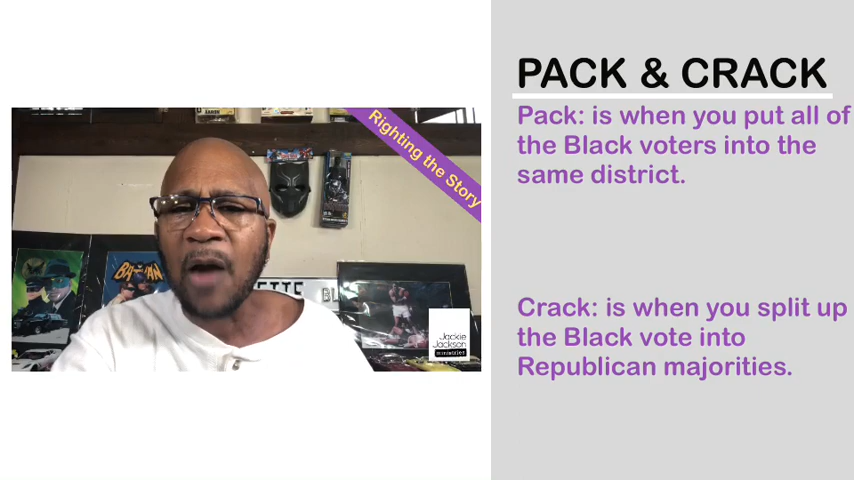 Righting the Story
BATMAN
Jackie
Jackson
ministries
PACK & CRACK
Pack: is when you put all of
the Black voters into the
same district.
Crack: is when you split up
the Black vote into
Republican majorities.